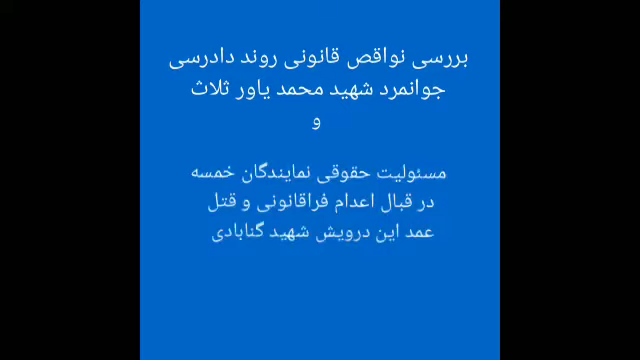 بررسی نواقص قانونی روند دادرسی
جوانمرد شهید محمد یاور ثلاث
و
مسئولیت حقوقی نمایندگان خمسه
در قبال اعدام فراقانونی و قتل
عمد این درویش شهید گنابادی